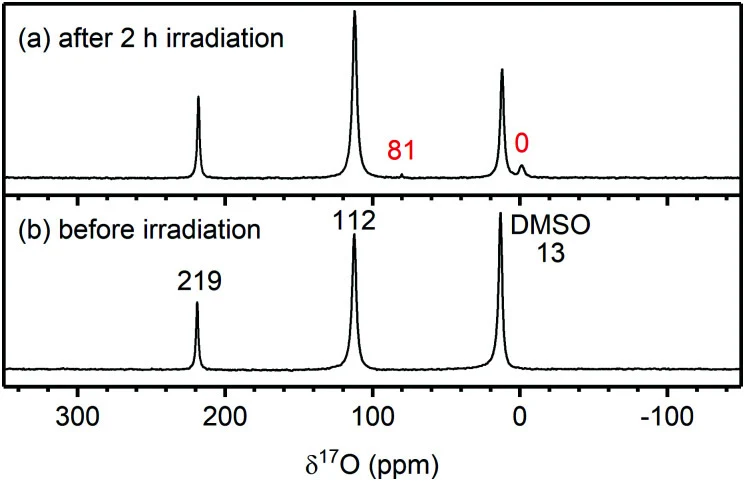 (a) after 2 h irradiation
81
0
(b) before irradiation
112
DMSO
13
219
300
200
100
0
-100
δ¹⁷O (ppm)